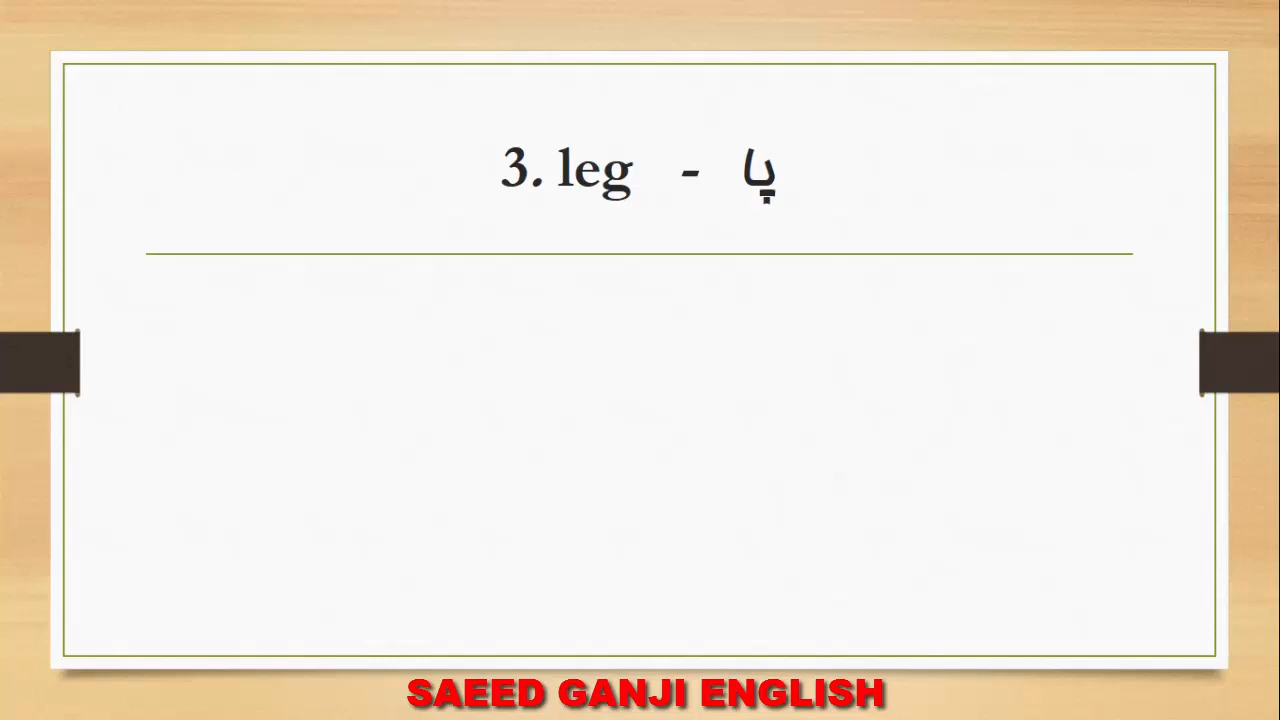 3. leg - پا
SAEED GANJI ENGLISH